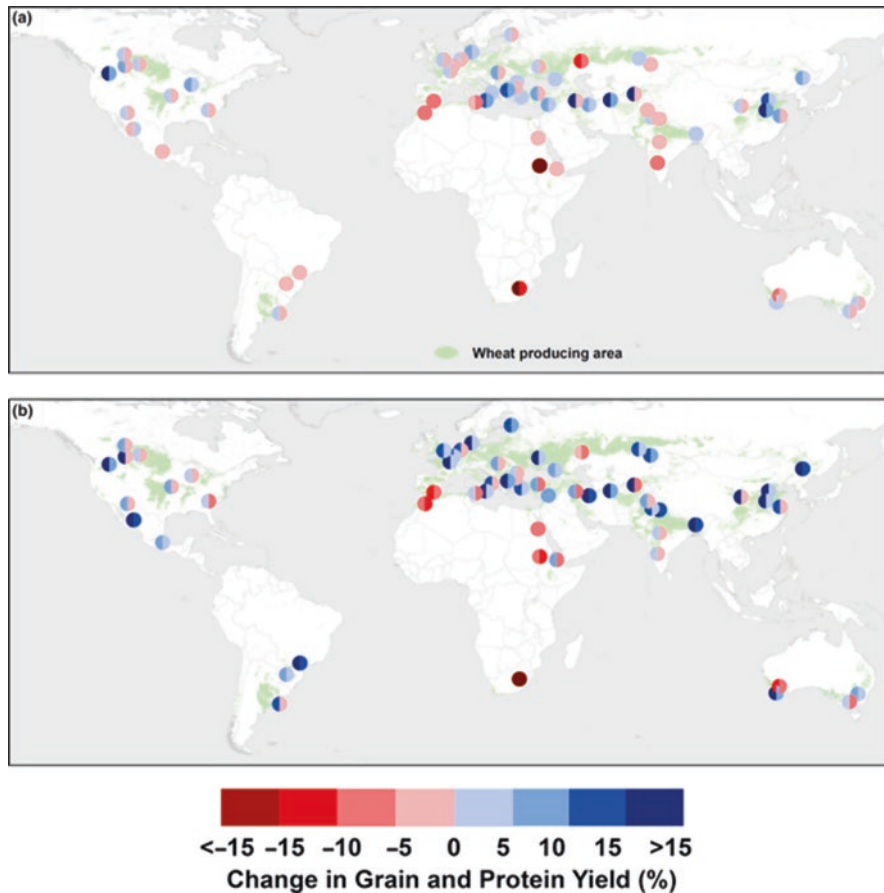 (a)
Wheat producing area
(b)
<-15 -15 -10 -5 0 5 10 15 >15
Change in Grain and Protein Yield (%)